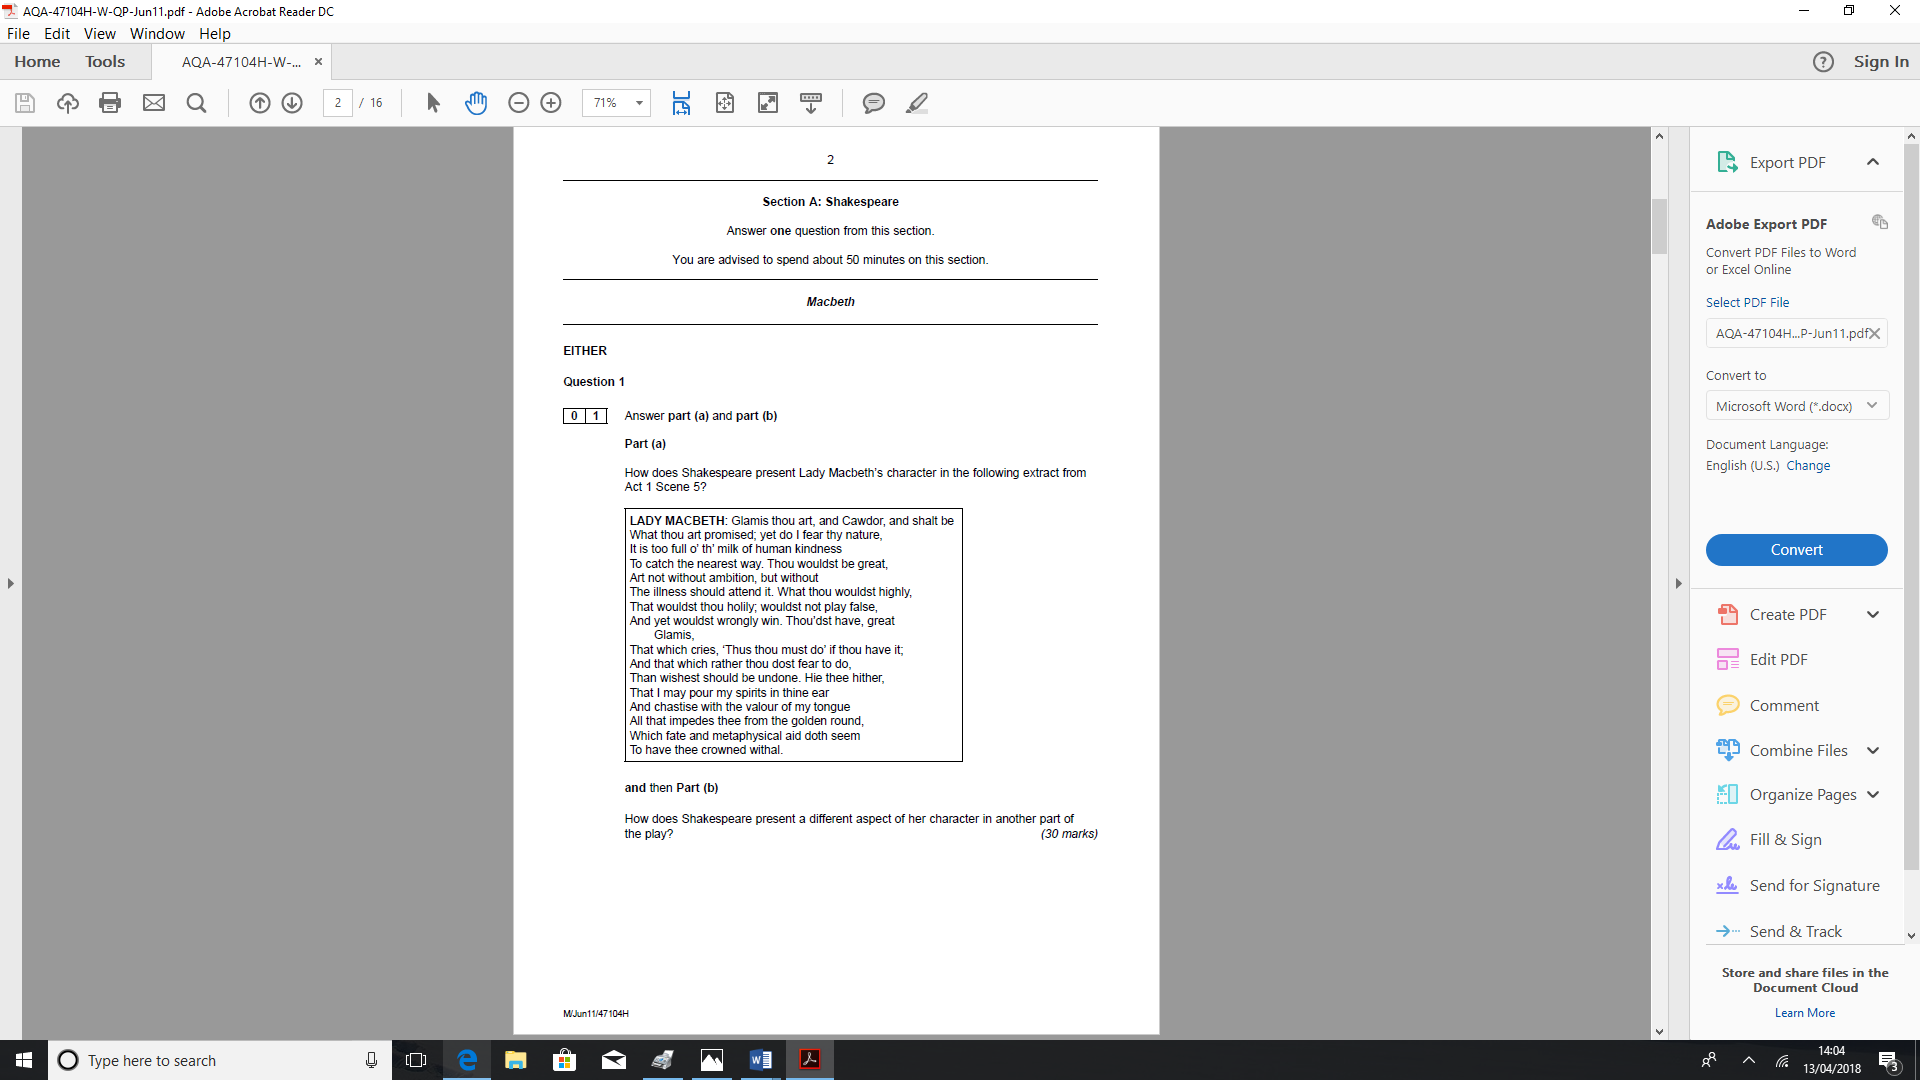 AQA-47104H-W-QP-Jun11.pdf - Adobe Acrobat Reader DC
File Edit View Window Help
Home Tools AQA-47104H-W-... × ? Sign In
2 / 16 71%
2
Section A: Shakespeare
Answer one question from this section.
You are advised to spend about 50 minutes on this section.
Macbeth
EITHER
Question 1
0 1 Answer part (a) and part (b)
Part (a)
How does Shakespeare present Lady Macbeth's character in the following extract from
Act 1 Scene 5?
LADY MACBETH: Glamis thou art, and Cawdor, and shalt be
What thou art promised; yet do I fear thy nature,
It is too full o' th' milk of human kindness
To catch the nearest way. Thou wouldst be great,
Art not without ambition, but without
The illness should attend it. What thou wouldst highly,
That wouldst thou holily; wouldst not play false,
And yet wouldst wrongly win. Thou'dst have, great
Glamis,
That which cries, 'Thus thou must do' if thou have it;
And that which rather thou dost fear to do,
Than wishest should be undone. Hie thee hither,
That I may pour my spirits in thine ear
And chastise with the valour of my tongue
All that impedes thee from the golden round,
Which fate and metaphysical aid doth seem
To have thee crowned withal.
and then Part (b)
How does Shakespeare present a different aspect of her character in another part of
the play? (30 marks)
M/Jun11/47104H
Export PDF
Adobe Export PDF
Convert PDF Files to Word
or Excel Online
Select PDF File
AQA-47104H...P-Jun11.pdf
Convert to
Microsoft Word (*.docx)
Document Language:
English (U.S.) Change
Convert
Create PDF
Edit PDF
Comment
Combine Files
Organize Pages
Fill & Sign
Send for Signature
Send & Track
Store and share files in the
Document Cloud
Learn More
Type here to search
14:04
13/04/2018
3